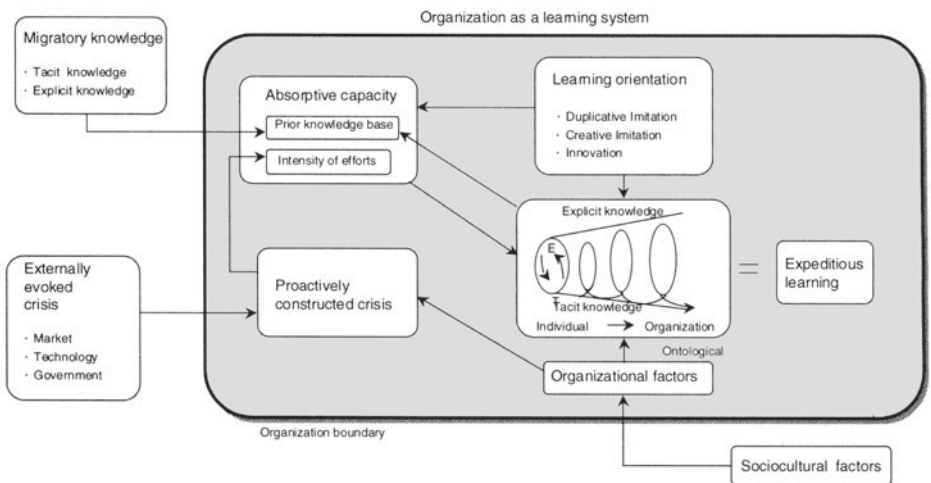 Organization as a learning system
Migratory knowledge
· Tacit knowledge
· Explicit knowledge
Absorptive capacity
Prior knowledge base
Intensity of efforts
Learning orientation
· Duplicative Imitation
· Creative Imitation
· Innovation
Explicit knowledge
E
T
Tacit knowledge
Individual
Organization
Ontological
=
Expeditious
learning
Externally
evoked
crisis
· Market
· Technology
· Government
Proactively
constructed crisis
Organizational factors
Organization boundary
Sociocultural factors